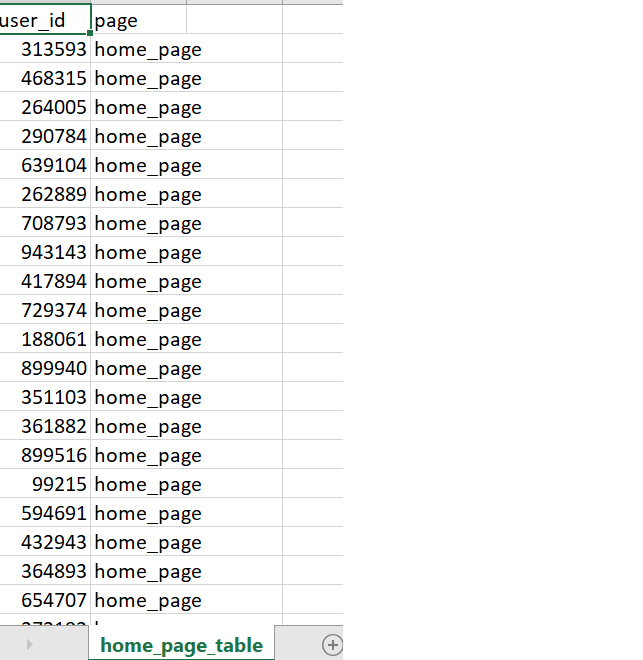 user_id page
313593 home_page
468315 home_page
264005 home_page
290784 home_page
639104 home_page
262889 home_page
708793 home_page
943143 home_page
417894 home_page
729374 home_page
188061 home_page
899940 home_page
351103 home_page
361882 home_page
899516 home_page
99215 home_page
594691 home_page
432943 home_page
364893 home_page
654707 home_page
home_page_table